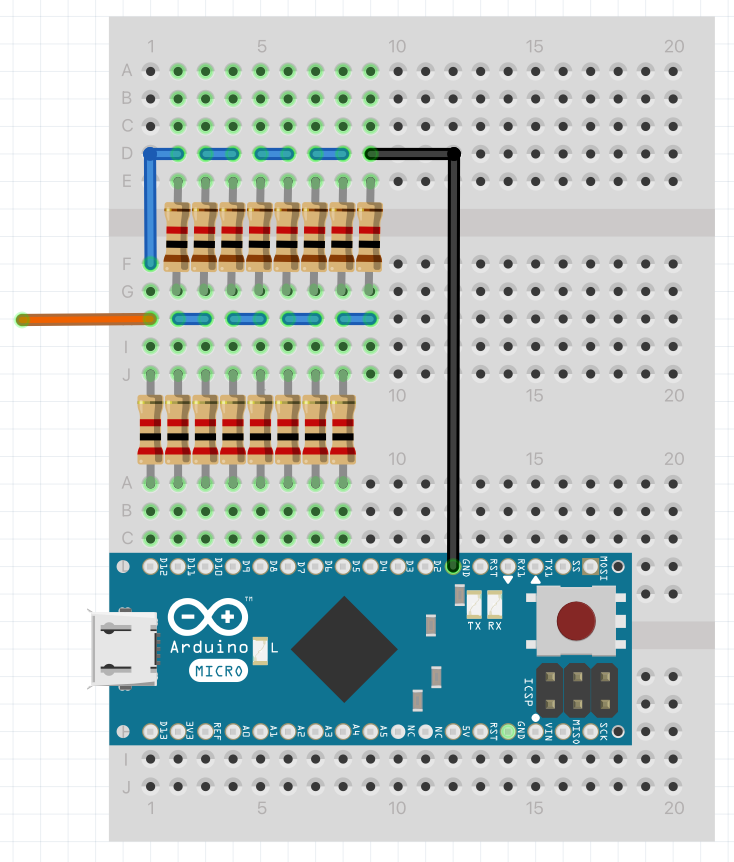 1 5 10 15 20
A
B
C
D
E
F
G
I
J
10 15 20
10 15 20
A
B
C
D12 D11 D10 D9 D8 D7 D6 D5 D4 D3 D2 GND RST RX1 TX1 SS MOSI
TM
TX RX
Arduino L
MICRO
ICSP
D13 3V3 REF A0 A1 A2 A3 A4 A5 NC NC 5V RST GND VIN MISO SCK
I
J
1 5 10 15 20